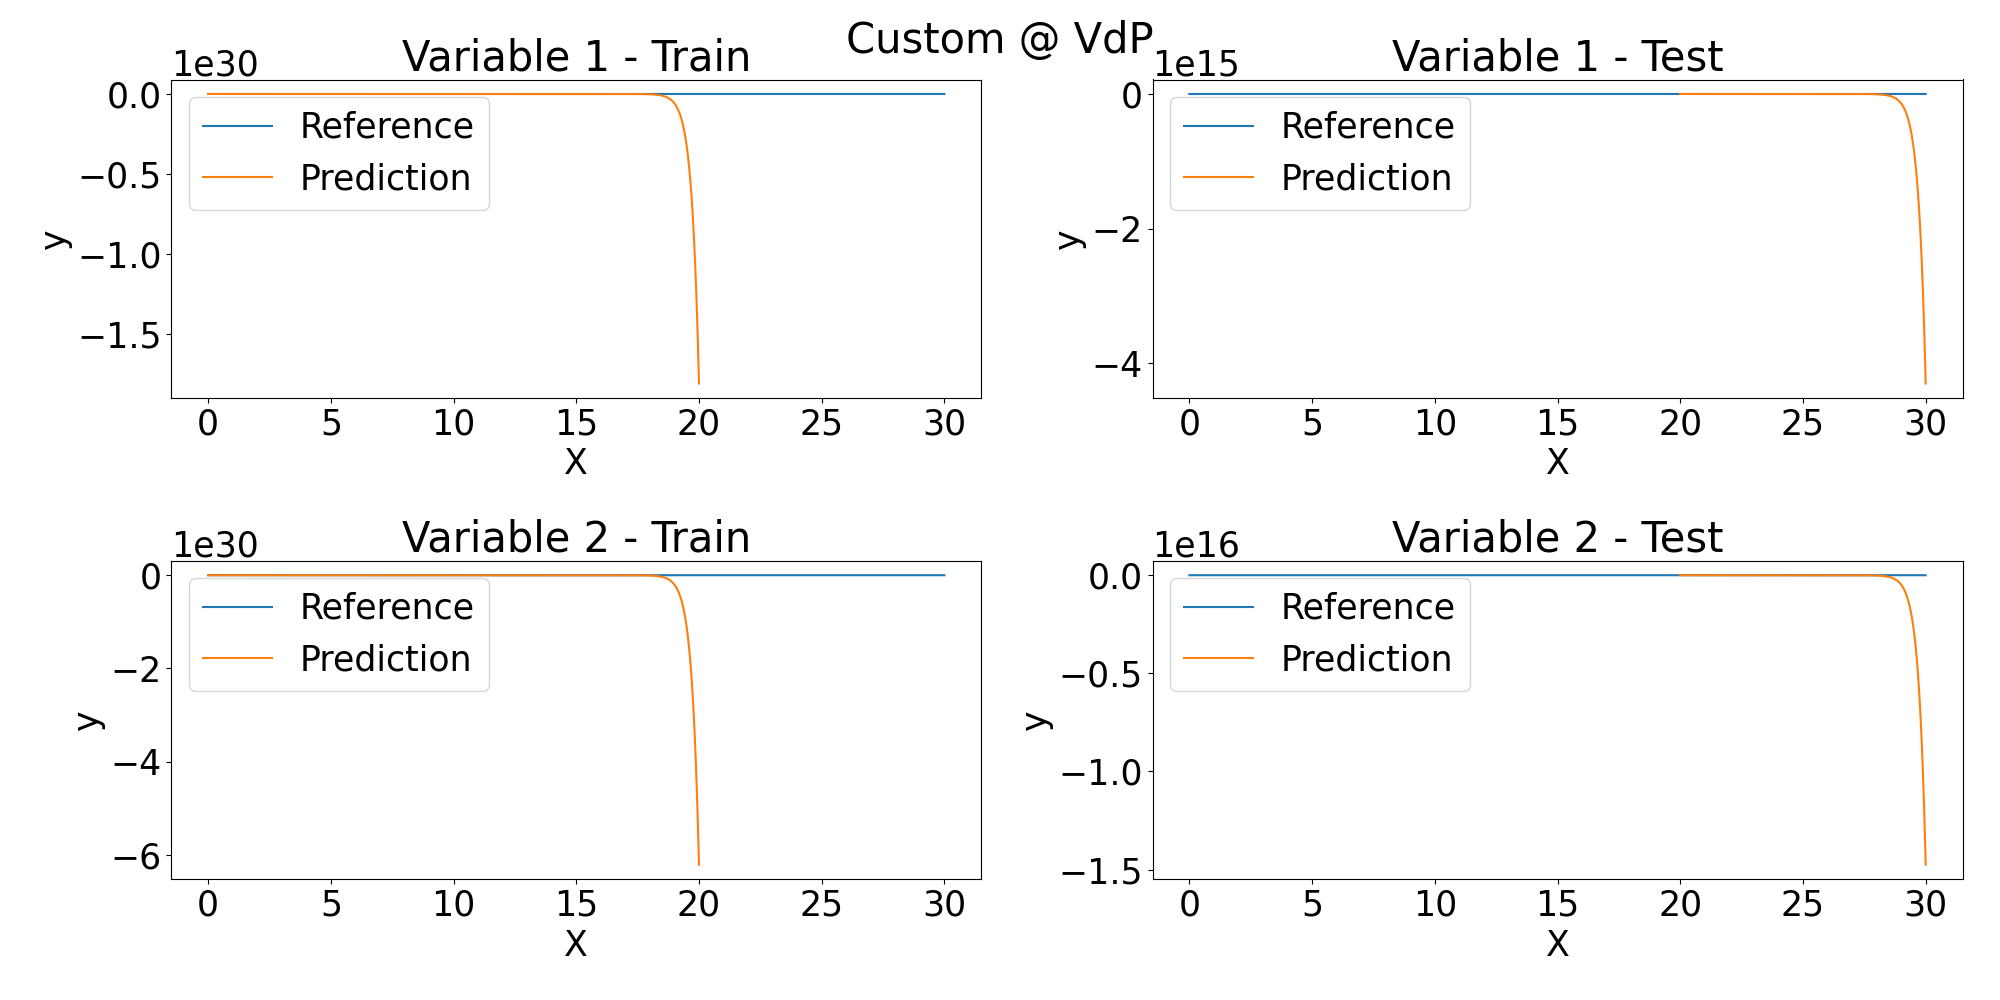 Custom @ VdP
Variable 1 - Train
1e30
0.0
−0.5
−1.0
−1.5
y
Reference
Prediction
0 5 10 15 20 25 30
X
Variable 1 - Test
1e15
0
−2
−4
y
Reference
Prediction
0 5 10 15 20 25 30
X
Variable 2 - Train
1e30
0
−2
−4
−6
y
Reference
Prediction
0 5 10 15 20 25 30
X
Variable 2 - Test
1e16
0.0
−0.5
−1.0
−1.5
y
Reference
Prediction
0 5 10 15 20 25 30
X